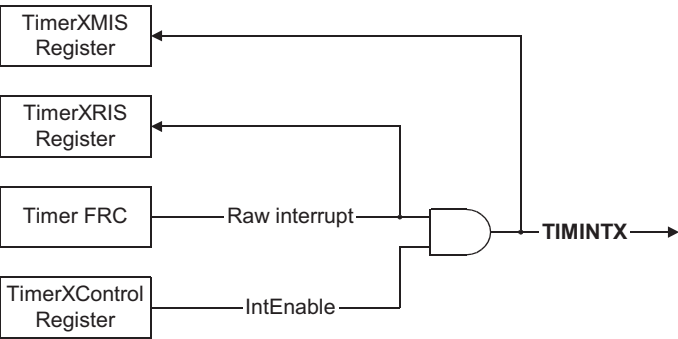 TimerXMIS
Register
TimerXRIS
Register
Timer FRC
Raw interrupt
TIMINTX
TimerXControl
Register
IntEnable